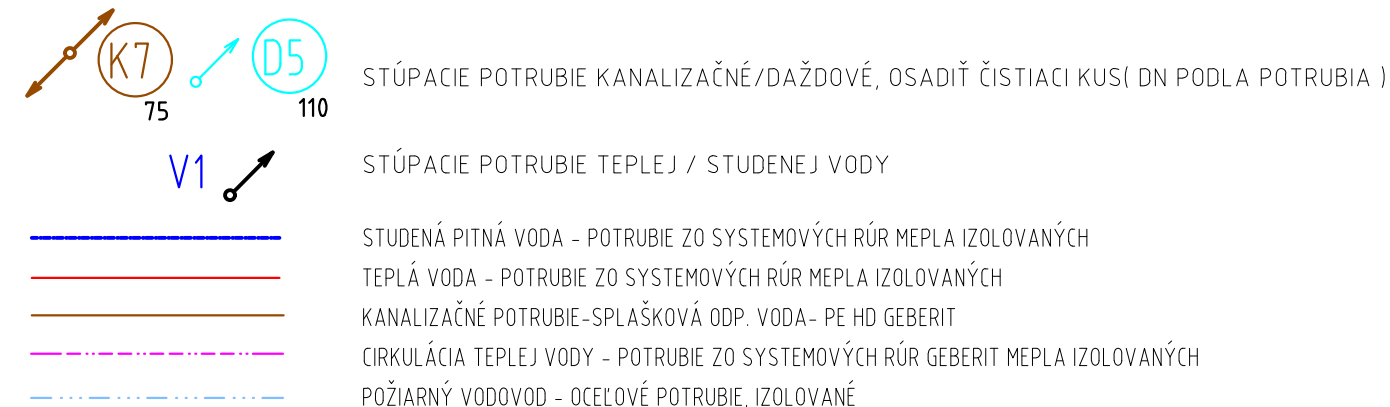 K7 D5
STÚPACIE POTRUBIE KANALIZAČNÉ/DAŽDOVÉ, OSADIŤ ČISTIACI KUS( DN PODLA POTRUBIA )
75 110
V1 STÚPACIE POTRUBIE TEPLEJ / STUDENEJ VODY
STUDENÁ PITNÁ VODA - POTRUBIE ZO SYSTEMOVÝCH RÚR MEPLA IZOLOVANÝCH
TEPLÁ VODA - POTRUBIE ZO SYSTEMOVÝCH RÚR MEPLA IZOLOVANÝCH
KANALIZAČNÉ POTRUBIE-SPLAŠKOVÁ ODP. VODA- PE HD GEBERIT
CIRKULÁCIA TEPLEJ VODY - POTRUBIE ZO SYSTEMOVÝCH RÚR GEBERIT MEPLA IZOLOVANÝCH
POŽIARNÝ VODOVOD - OCEĽOVÉ POTRUBIE, IZOLOVANÉ